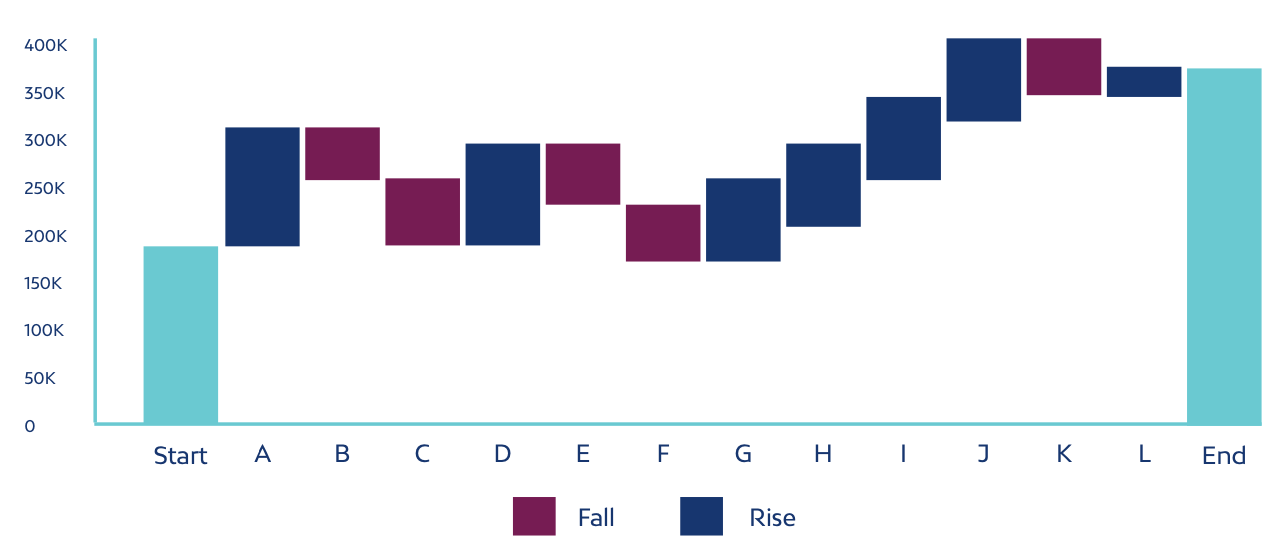 400K
350K
300K
250K
200K
150K
100K
50K
0
Start A B C D E F G H I J K L End
Fall Rise